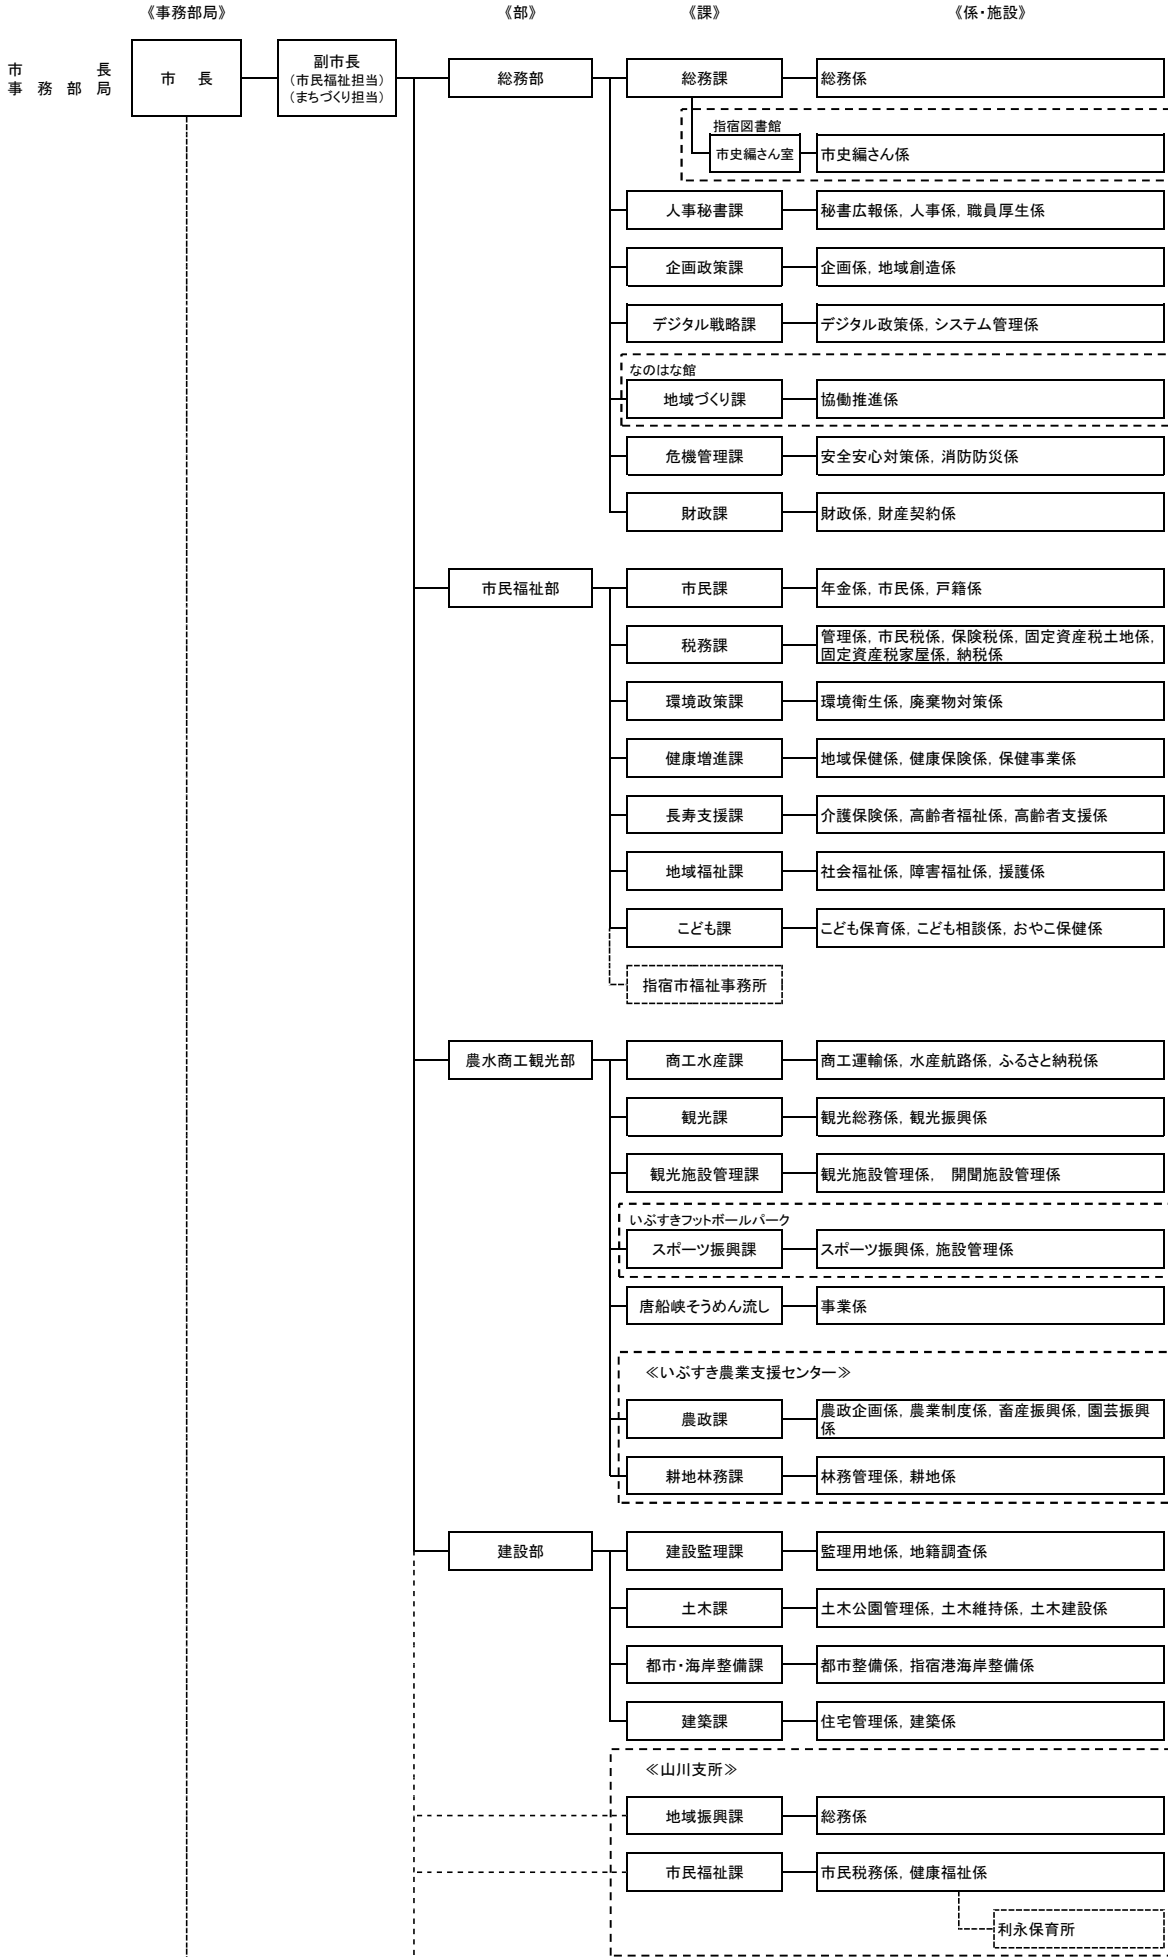 《事務部局》 《部》 《課》 《係・施設》
市長
事務部局
市長
副市長
（市民福祉担当）
（まちづくり担当）
総務部
総務課
総務係
指宿図書館
市史編さん室
市史編さん係
人事秘書課
秘書広報係, 人事係, 職員厚生係
企画政策課
企画係, 地域創造係
デジタル戦略課
デジタル政策係, システム管理係
なのはな館
地域づくり課
協働推進係
危機管理課
安全安心対策係, 消防防災係
財政課
財政係, 財産契約係
市民福祉部
市民課
年金係, 市民係, 戸籍係
税務課
管理係, 市民税係, 保険税係, 固定資産税土地係,
固定資産税家屋係, 納税係
環境政策課
環境衛生係, 廃棄物対策係
健康増進課
地域保健係, 健康保険係, 保健事業係
長寿支援課
介護保険係, 高齢者福祉係, 高齢者支援係
地域福祉課
社会福祉係, 障害福祉係, 援護係
こども課
こども保育係, こども相談係, おやこ保健係
指宿市福祉事務所
農水商工観光部
商工水産課
商工運輸係, 水産航路係, ふるさと納税係
観光課
観光総務係, 観光振興係
観光施設管理課
観光施設管理係,　開聞施設管理係
いぶすきフットボールパーク
スポーツ振興課
スポーツ振興係, 施設管理係
唐船峡そうめん流し
事業係
≪いぶすき農業支援センター≫
農政課
農政企画係, 農業制度係, 畜産振興係, 園芸振興
係
耕地林務課
林務管理係, 耕地係
建設部
建設監理課
監理用地係, 地籍調査係
土木課
土木公園管理係, 土木維持係, 土木建設係
都市・海岸整備課
都市整備係, 指宿港海岸整備係
建築課
住宅管理係, 建築係
≪山川支所≫
地域振興課
総務係
市民福祉課
市民税務係, 健康福祉係
利永保育所